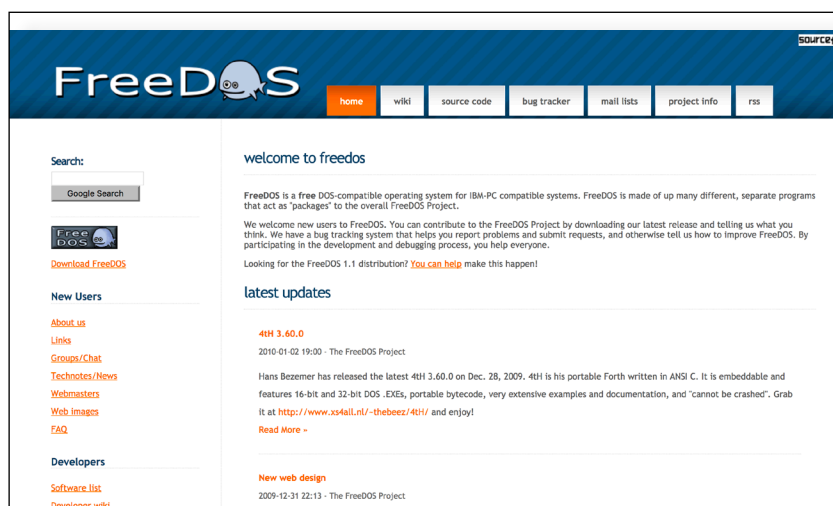 source
FreeDOS
home
wiki
source code
bug tracker
mail lists
project info
rss
Search:
Google Search
Free
DOS
Download FreeDOS
New Users
About us
Links
Groups/Chat
Technotes/News
Webmasters
Web images
FAQ
Developers
Software list
Developer wiki
welcome to freedos
FreeDOS is a free DOS-compatible operating system for IBM-PC compatible systems. FreeDOS is made of up many different, separate programs
that act as "packages" to the overall FreeDOS Project.
We welcome new users to FreeDOS. You can contribute to the FreeDOS Project by downloading our latest release and telling us what you
think. We have a bug tracking system that helps you report problems and submit requests, and otherwise tell us how to improve FreeDOS. By
participating in the development and debugging process, you help everyone.
Looking for the FreeDOS 1.1 distribution? You can help make this happen!
latest updates
4tH 3.60.0
2010-01-02 19:00 - The FreeDOS Project
Hans Bezemer has released the latest 4tH 3.60.0 on Dec. 28, 2009. 4tH is his portable Forth written in ANSI C. It is embeddable and
features 16-bit and 32-bit DOS .EXEs, portable bytecode, very extensive examples and documentation, and "cannot be crashed". Grab
it at http://www.xs4all.nl/~thebeez/4tH/ and enjoy!
Read More »
New web design
2009-12-31 22:13 - The FreeDOS Project